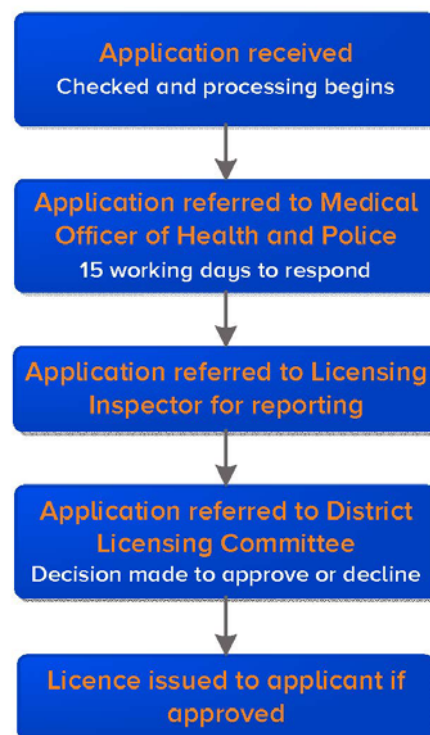 Application received
Checked and processing begins
Application referred to Medical
Officer of Health and Police
15 working days to respond
Application referred to Licensing
Inspector for reporting
Application referred to District
Licensing Committee
Decision made to approve or decline
Licence issued to applicant if
approved